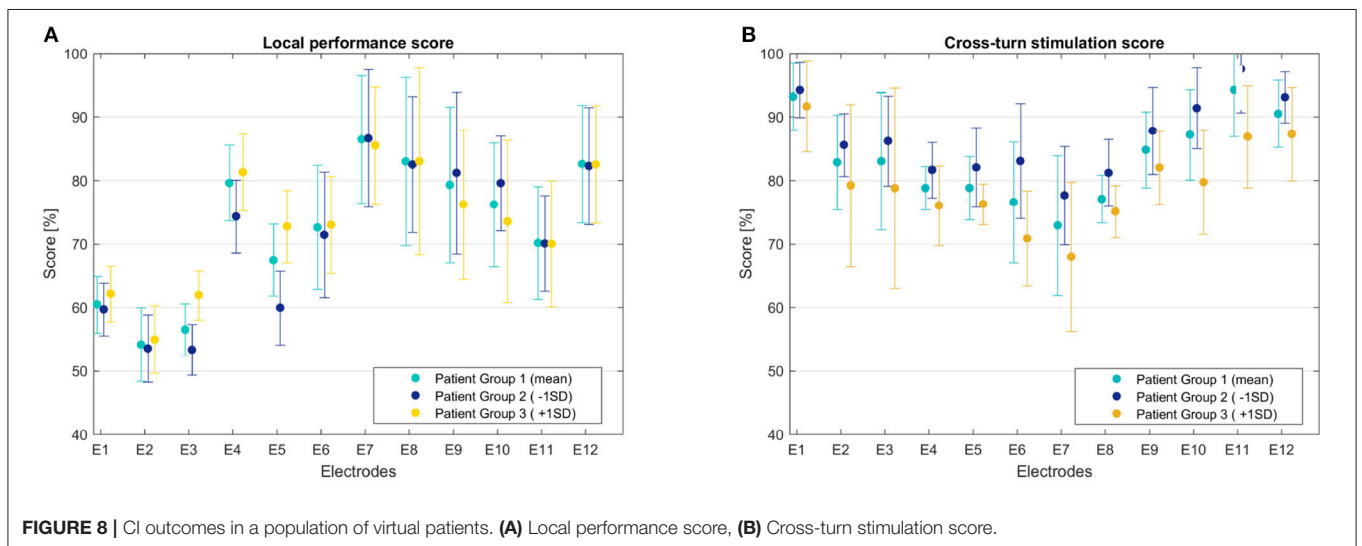 A
Local performance score
100
90
80
70
60
50
40
Score [%]
E1 E2 E3 E4 E5 E6 E7 E8 E9 E10 E11 E12
Electrodes
Patient Group 1 (mean)
Patient Group 2 ( -1SD)
Patient Group 3 ( +1SD)
B
Cross-turn stimulation score
100
90
80
70
60
50
40
Score [%]
E1 E2 E3 E4 E5 E6 E7 E8 E9 E10 E11 E12
Electrodes
Patient Group 1 (mean)
Patient Group 2 ( -1SD)
Patient Group 3 ( +1SD)
FIGURE 8 | CI outcomes in a population of virtual patients. (A) Local performance score, (B) Cross-turn stimulation score.